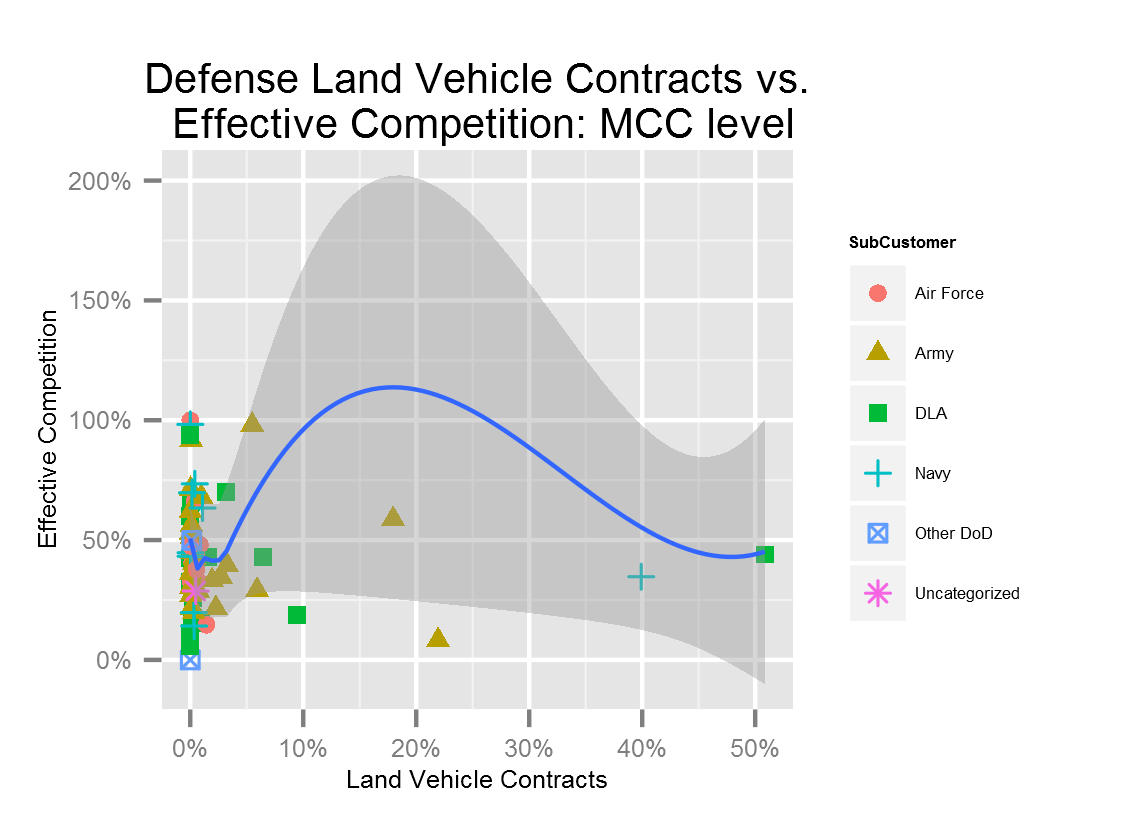 Defense Land Vehicle Contracts vs.
Effective Competition: MCC level
200%
150%
100%
50%
0%
Effective Competition
0% 10% 20% 30% 40% 50%
Land Vehicle Contracts
SubCustomer
Air Force
Army
DLA
Navy
Other DoD
Uncategorized